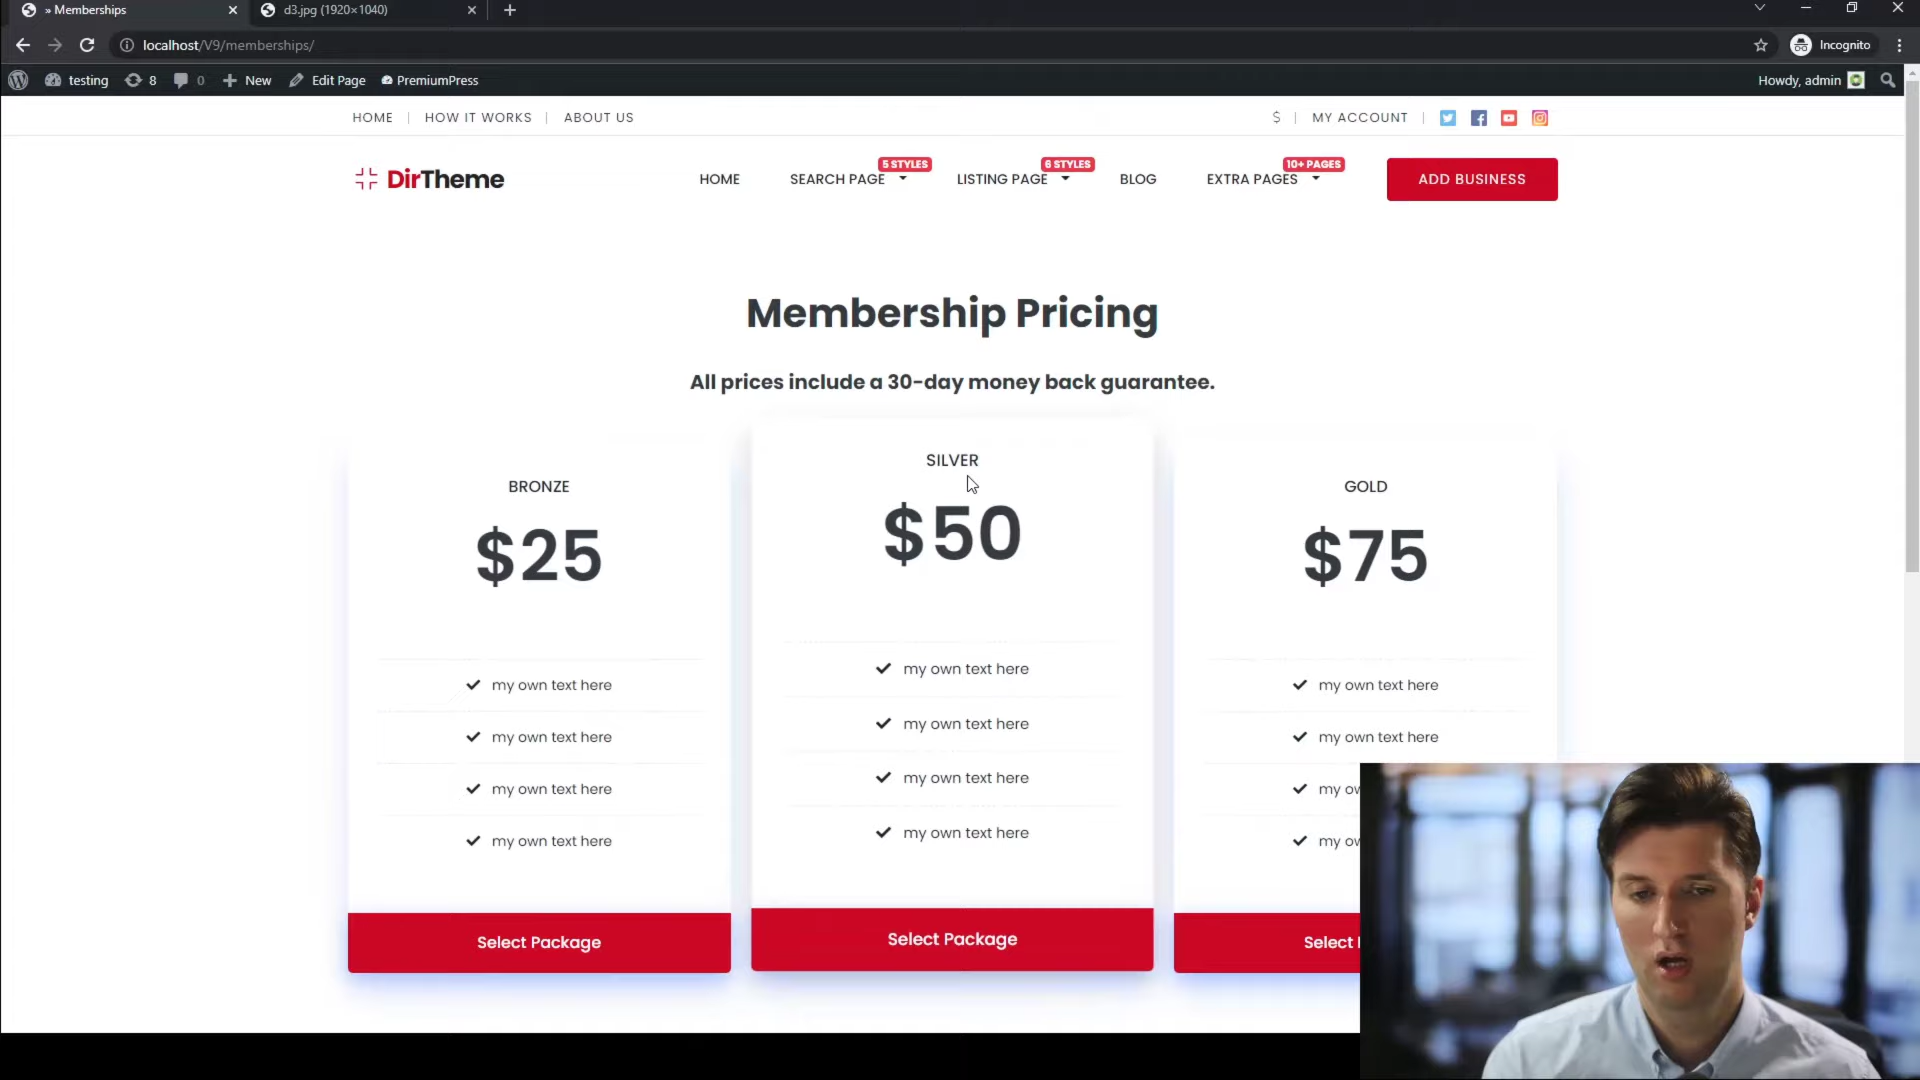 » Memberships
d3.jpg (1920×1040)
localhost/V9/memberships/
Incognito
testing 8 0 New Edit Page PremiumPress
Howdy, admin
HOME | HOW IT WORKS | ABOUT US
$ | MY ACCOUNT |
5 STYLES 6 STYLES 10+ PAGES
DirTheme
HOME SEARCH PAGE LISTING PAGE BLOG EXTRA PAGES ADD BUSINESS
Membership Pricing
All prices include a 30-day money back guarantee.
BRONZE
$25
my own text here
my own text here
my own text here
my own text here
Select Package
SILVER
$50
my own text here
my own text here
my own text here
my own text here
Select Package
GOLD
$75
my own text here
my own text here
my
my
Select